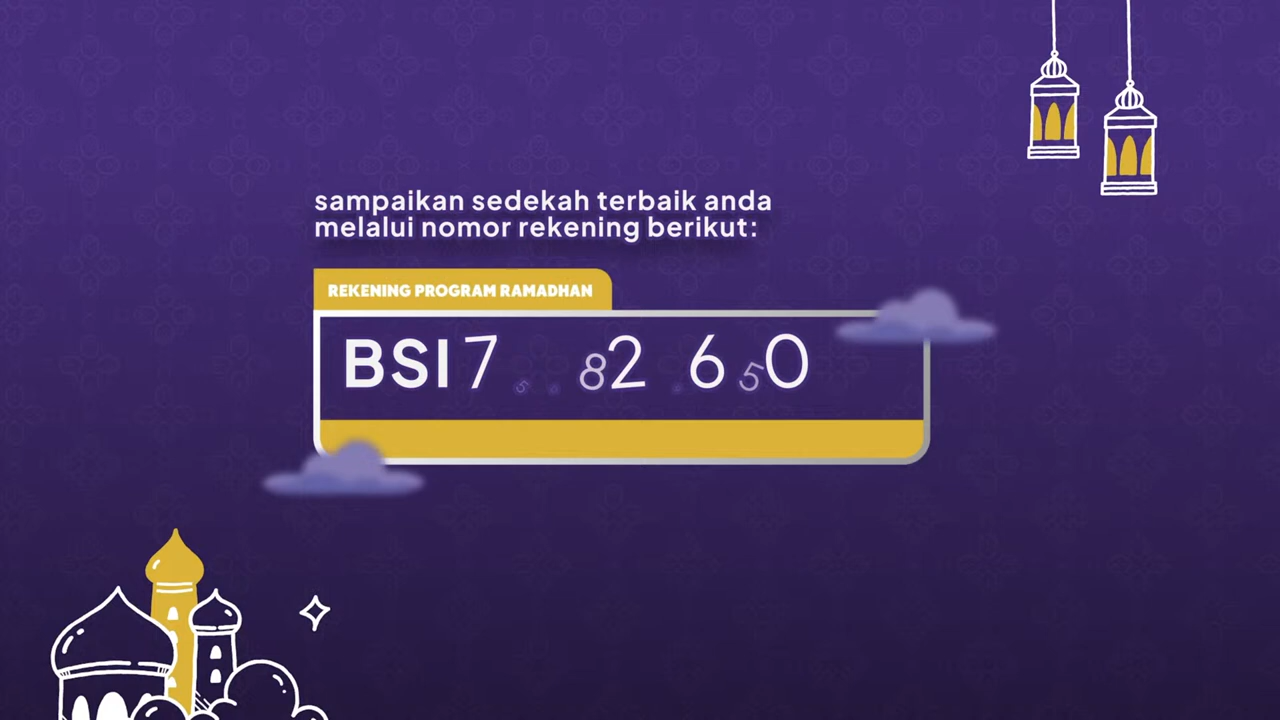 sampaikan sedekah terbaik anda
melalui nomor rekening berikut:
REKENING PROGRAM RAMADHAN
BSI